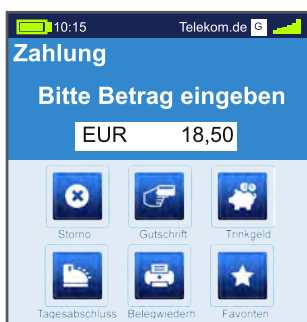 10:15 Telekom.de G
Zahlung
Bitte Betrag eingeben
EUR 18,50
Storno Gutschrift Trinkgeld
Tagesabschluss Belegwiederh Favoriten